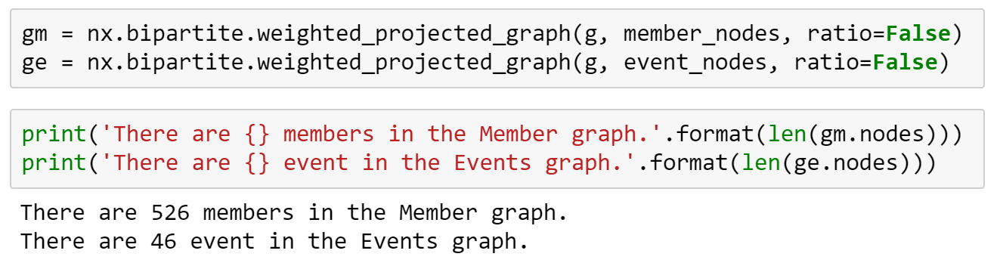 gm = nx.bipartite.weighted_projected_graph(g, member_nodes, ratio=False)
ge = nx.bipartite.weighted_projected_graph(g, event_nodes, ratio=False)
print('There are {} members in the Member graph.'.format(len(gm.nodes)))
print('There are {} event in the Events graph.'.format(len(ge.nodes)))
There are 526 members in the Member graph.
There are 46 event in the Events graph.